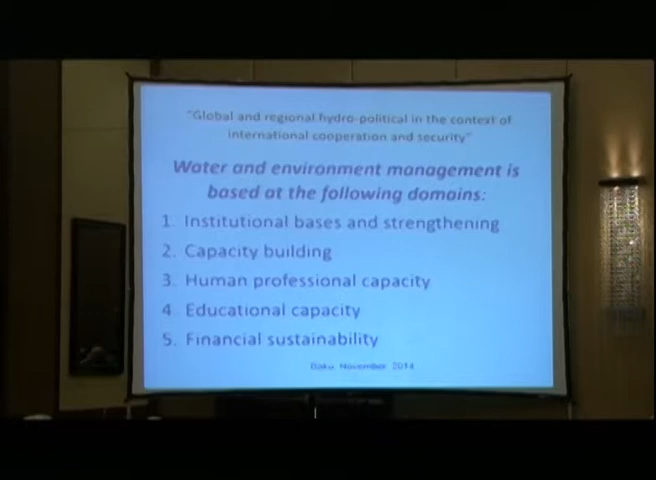 "Global and regional hydro-political in the context of
international cooperation and security"
Water and environment management is
based at the following domains:
1. Institutional bases and strengthening
2. Capacity building
3. Human professional capacity
4. Educational capacity
5. Financial sustainability
Baku November 2014